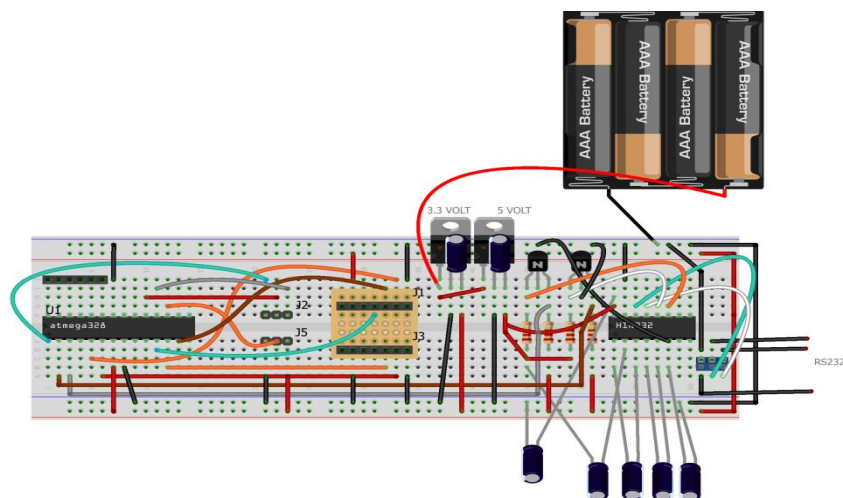 AAA Battery
AAA Battery
AAA Battery
AAA Battery
3.3 VOLT
5 VOLT
N
N
U1
atmega328
J2
J1
J5
J3
HIN232
RS232